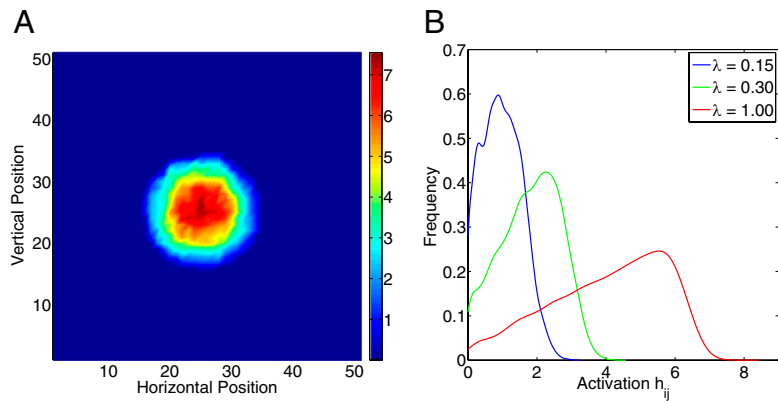 A
50
40
30
20
10
Vertical Position
10 20 30 40 50
Horizontal Position
7
6
5
4
3
2
1
B
0.7
0.6
0.5
0.4
0.3
0.2
0.1
0
Frequency
0 2 4 6 8
Activation h_ij
λ = 0.15
λ = 0.30
λ = 1.00